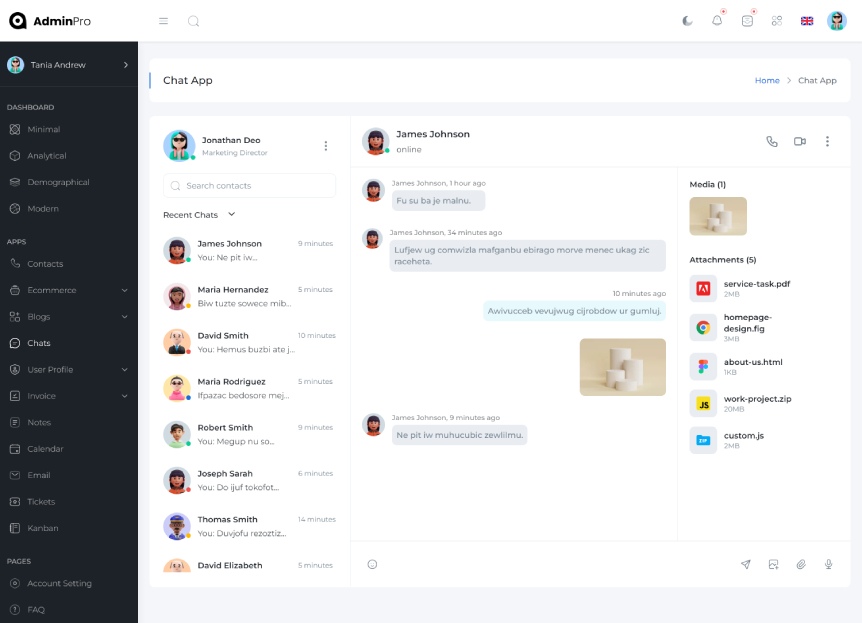 AdminPro
Tania Andrew
DASHBOARD
Minimal
Analytical
Demographical
Modern
APPS
Contacts
Ecommerce
Blogs
Chats
User Profile
Invoice
Notes
Calendar
Email
Tickets
Kanban
PAGES
Account Setting
FAQ
Chat App
Home
Chat App
Jonathan Deo
Marketing Director
Search contacts
Recent Chats
James Johnson
9 minutes
You: Ne pit iw...
Maria Hernandez
5 minutes
Biw tuzte sowece mib...
David Smith
10 minutes
You: Hemus buzbi ate j...
Maria Rodriguez
5 minutes
Ifpazac bedosore mej...
Robert Smith
9 minutes
You: Megup nu so...
Joseph Sarah
6 minutes
You: Do ijuf tokofot...
Thomas Smith
14 minutes
You: Duvjofu rezoztiz...
David Elizabeth
5 minutes
James Johnson
online
James Johnson, 1 hour ago
Fu su ba je malnu.
James Johnson, 34 minutes ago
Lufjew ug comwizla mafganbu ebirago morve menec ukag zic
raceheta.
10 minutes ago
Awivucceb vevujwug cijrobdow ur gumluj.
James Johnson, 9 minutes ago
Ne pit iw muhucubic zewliimu.
Media (1)
Attachments (5)
service-task.pdf
2MB
homepage-
design.fig
3MB
about-us.html
1KB
JS
work-project.zip
20MB
ZIP
custom.js
2MB